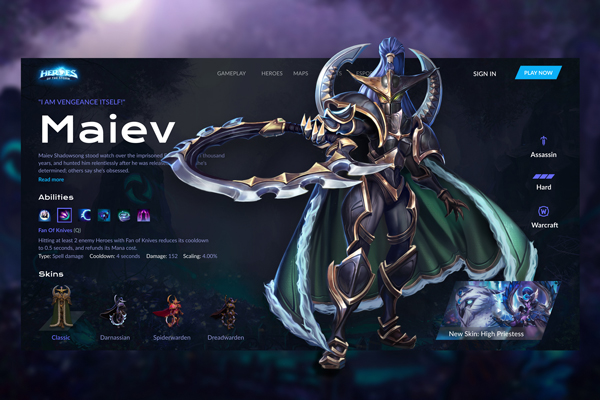 HEROES
OF THE STORM
GAMEPLAY
HEROES
MAPS
SIGN IN
PLAY NOW
"I AM VENGEANCE ITSELF!"
Maiev
Maiev Shadowsong stood watch over the imprisoned thousand
years, and hunted him relentlessly after he was
determined; others say she's obsessed.
Read more
Abilities
Fan Of Knives (Q)
Hitting at least 2 enemy Heroes with Fan of Knives reduces its cooldown
to 0.5 seconds, and refunds its Mana cost.
Type: Spell damage Cooldown: 4 seconds Damage: 152 Scaling: 4.00%
Skins
Classic
Darnassian
Spiderwarden
Dreadwarden
Assassin
Hard
Warcraft
New Skin: High Priestess